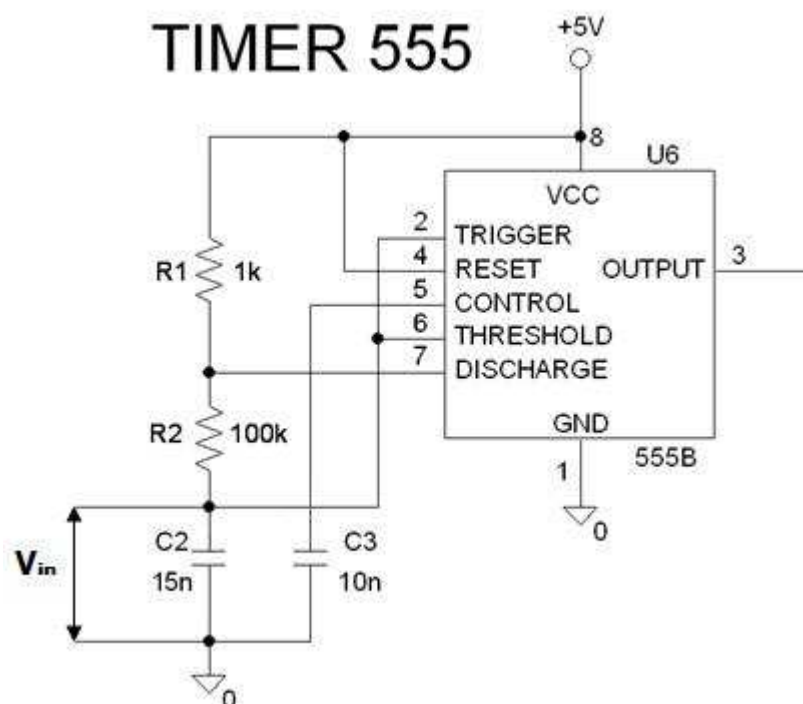 TIMER 555
+5V
8
U6
VCC
2
TRIGGER
4
RESET
OUTPUT
3
R1
1k
5
CONTROL
6
THRESHOLD
7
DISCHARGE
R2
100k
GND
1
555B
0
C2
C3
Vin
15n
10n
0